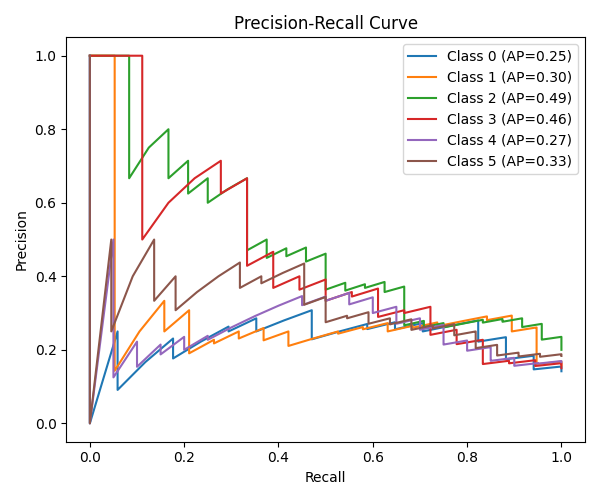 Precision-Recall Curve
Class 0 (AP=0.25)
Class 1 (AP=0.30)
Class 2 (AP=0.49)
Class 3 (AP=0.46)
Class 4 (AP=0.27)
Class 5 (AP=0.33)
Precision
1.0
0.8
0.6
0.4
0.2
0.0
0.0 0.2 0.4 0.6 0.8 1.0
Recall